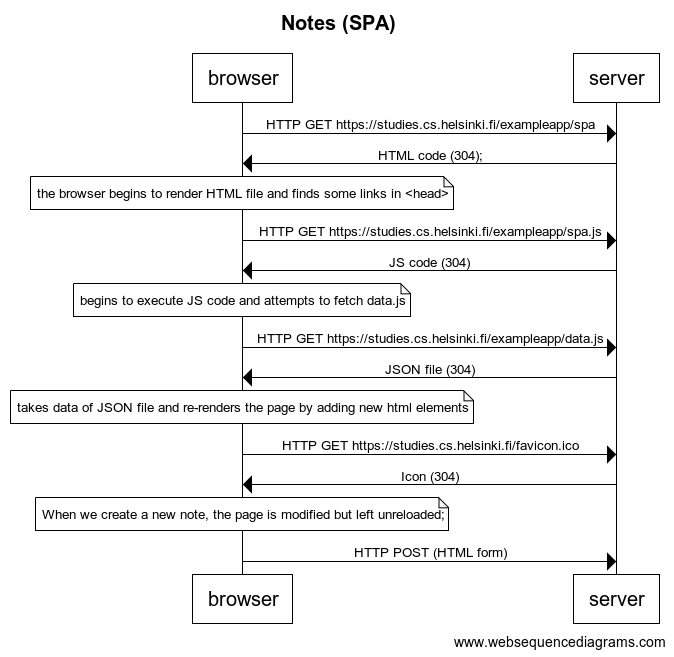 Notes (SPA)
browser
server
HTTP GET https://studies.cs.helsinki.fi/exampleapp/spa
HTML code (304);
the browser begins to render HTML file and finds some links in <head>
HTTP GET https://studies.cs.helsinki.fi/exampleapp/spa.js
JS code (304)
begins to execute JS code and attempts to fetch data.js
HTTP GET https://studies.cs.helsinki.fi/exampleapp/data.js
JSON file (304)
takes data of JSON file and re-renders the page by adding new html elements
HTTP GET https://studies.cs.helsinki.fi/favicon.ico
Icon (304)
When we create a new note, the page is modified but left unreloaded;
HTTP POST (HTML form)
browser
server
www.websequencediagrams.com